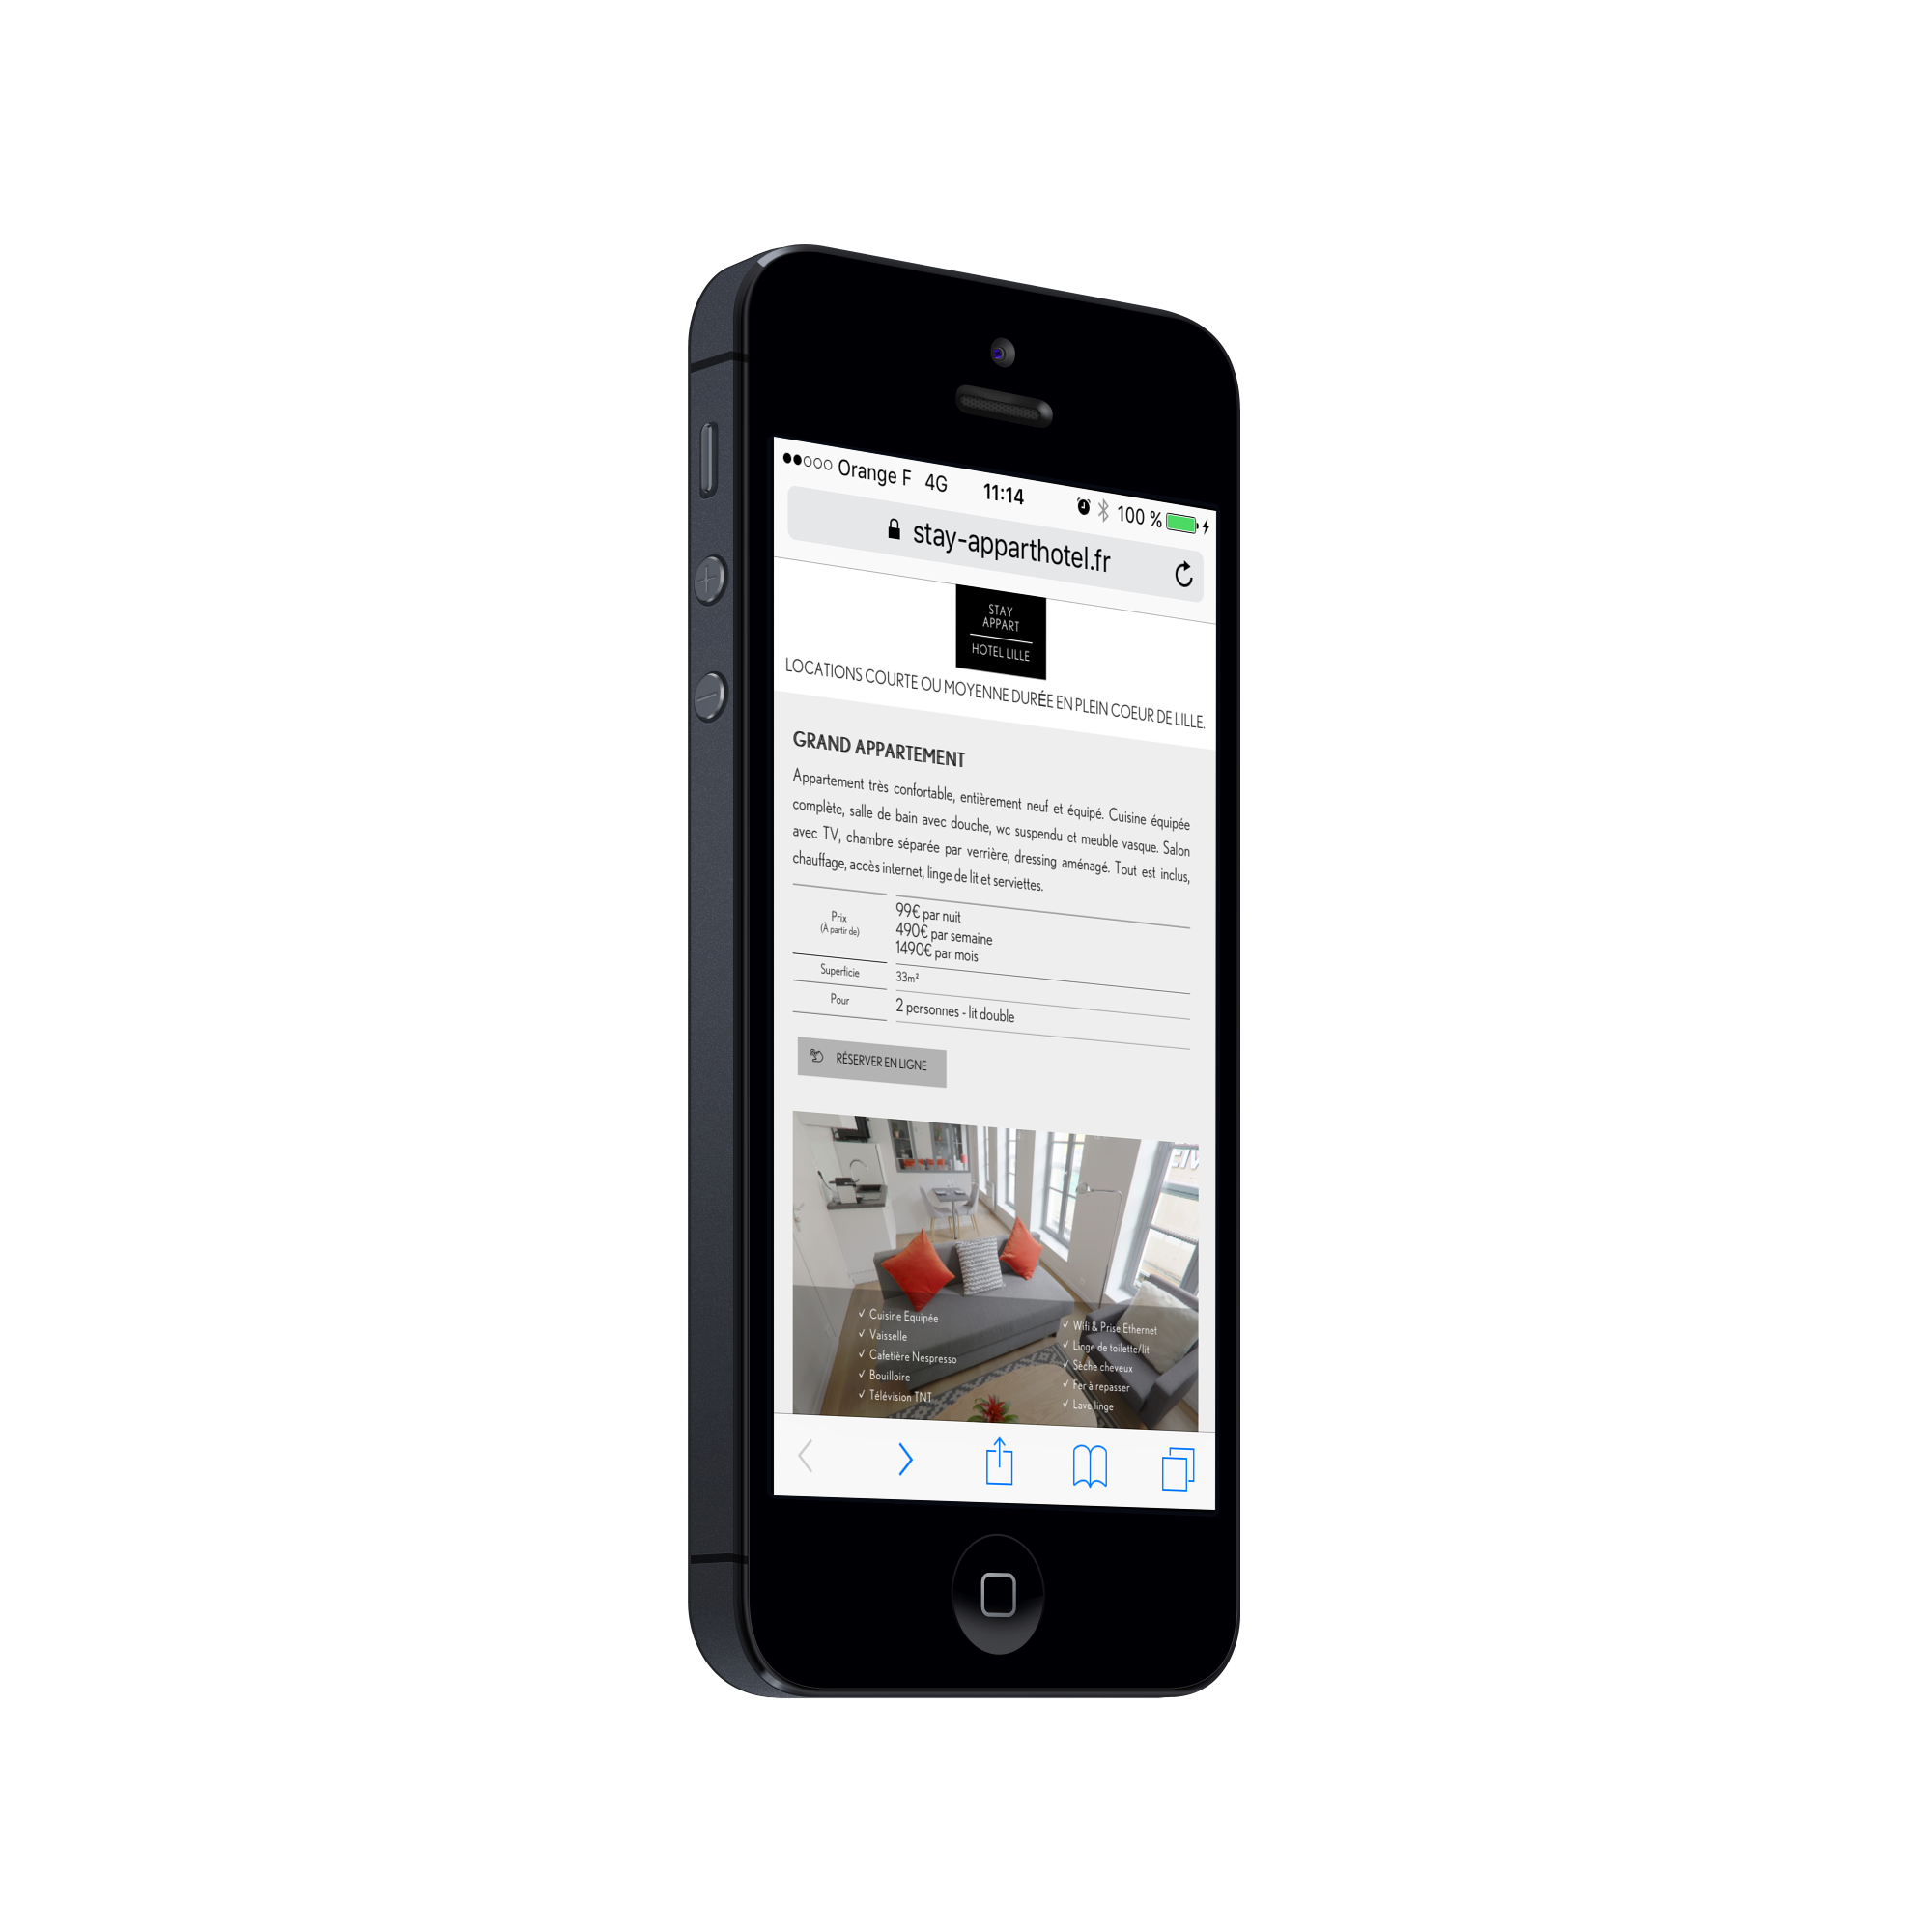 Orange F 4G 11:14 100 %
stay-apparthotel.fr
STAY
APPART
HOTEL LILLE
LOCATIONS COURTE OU MOYENNE DURÉE EN PLEIN COEUR DE LILLE.
GRAND APPARTEMENT
Appartement très confortable, entièrement neuf et équipé. Cuisine équipée
complète, salle de bain avec douche, wc suspendu et meuble vasque. Salon
avec TV, chambre séparée par verrière, dressing aménagé. Tout est inclus,
chauffage, accès internet, linge de lit et serviettes.
Prix
(À partir de)
99€ par nuit
490€ par semaine
1490€ par mois
Superficie
33m²
Pour
2 personnes - lit double
RÉSERVER EN LIGNE
✓ Cuisine Equipée
✓ Vaisselle
✓ Cafetière Nespresso
✓ Bouilloire
✓ Télévision TNT
✓ Wifi & Prise Ethernet
✓ Linge de toilette/lit
✓ Sèche cheveux
✓ Fer à repasser
✓ Lave linge